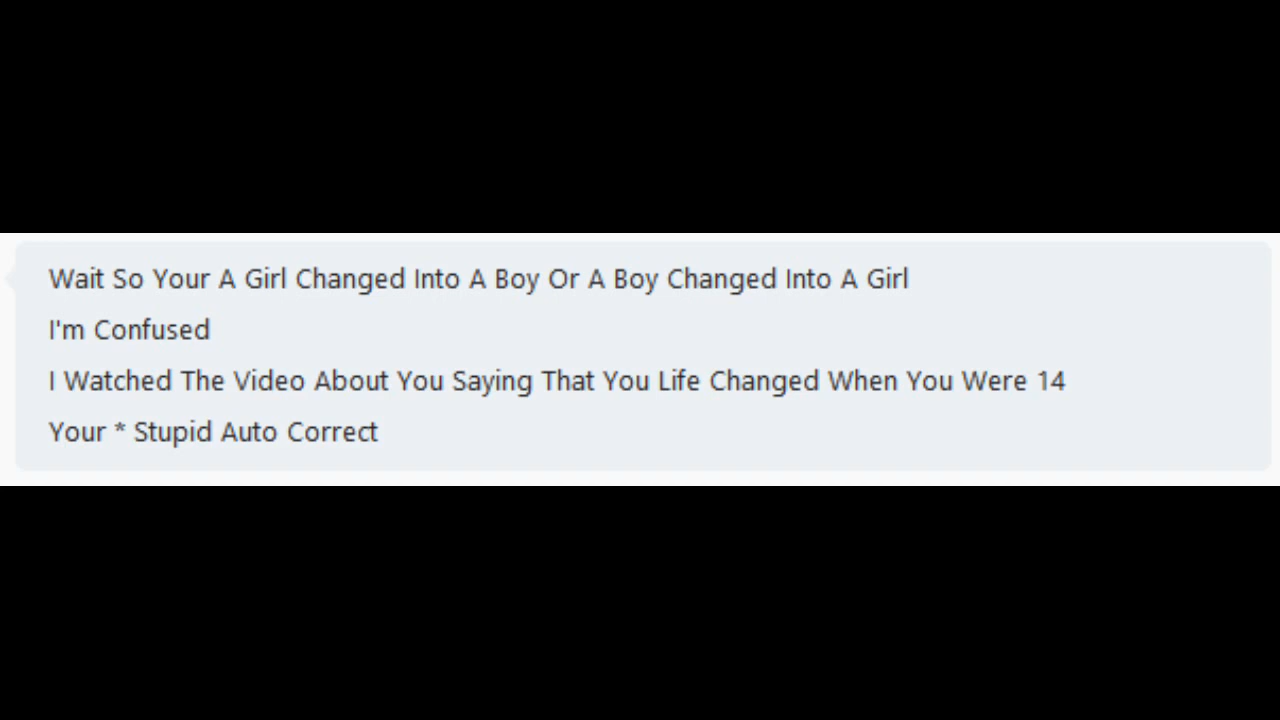 Wait So Your A Girl Changed Into A Boy Or A Boy Changed Into A Girl
I'm Confused
I Watched The Video About You Saying That You Life Changed When You Were 14
Your * Stupid Auto Correct